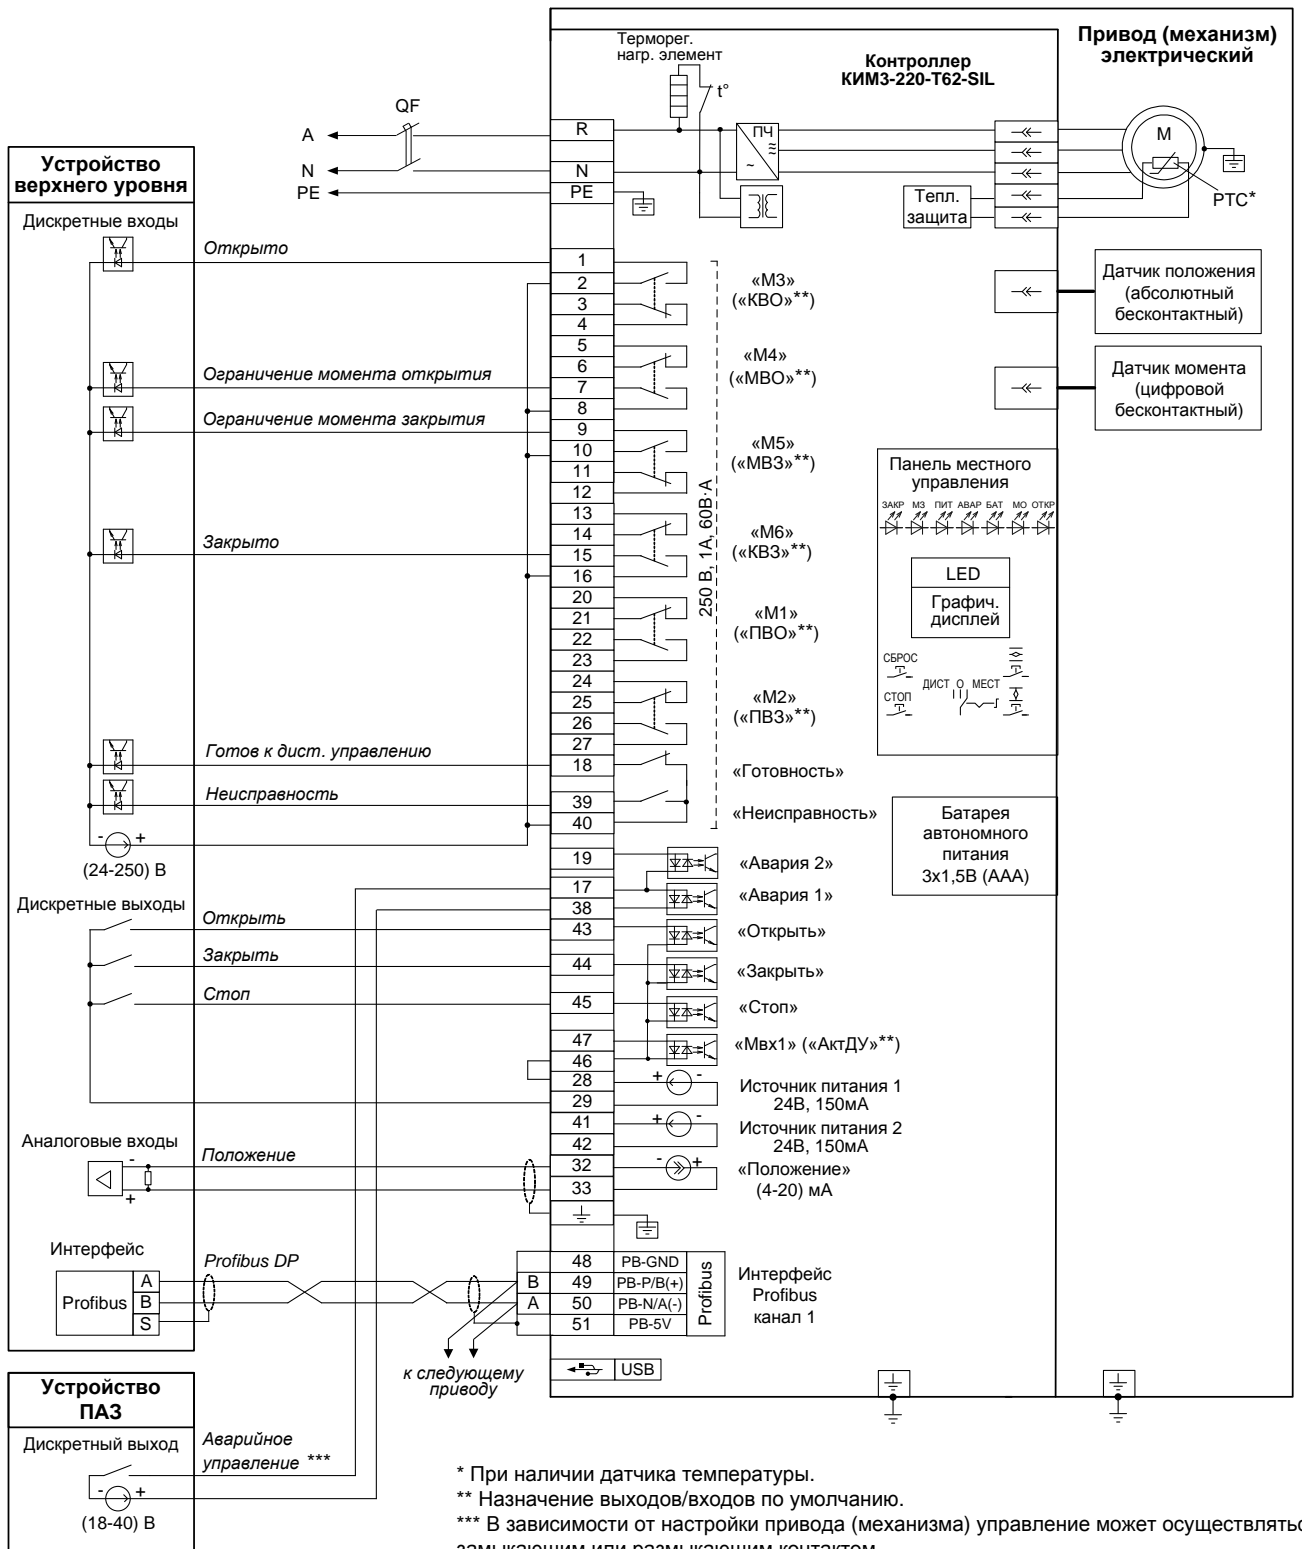 Привод (механизм)
электрический
Контроллер
КИМ3-220-Т62-SIL
Терморег.
нагр. элемент
t°
QF
A
N
PE
R
N
PE
ПЧ
≈
~
M
PTC*
Тепл.
защита
Датчик положения
(абсолютный
бесконтактный)
Датчик момента
(цифровой
бесконтактный)
Устройство
верхнего уровня
Дискретные входы
Открыто
Ограничение момента открытия
Ограничение момента закрытия
Закрыто
Готов к дист. управлению
Неисправность
- +
(24-250) В
1
2
3
4
«М3»
(«КВО»**)
5
6
7
8
«М4»
(«МВО»**)
9
10
11
12
«М5»
(«МВЗ»**)
13
14
15
16
«М6»
(«КВЗ»**)
20
21
22
23
«М1»
(«ПВО»**)
24
25
26
27
«М2»
(«ПВЗ»**)
18
«Готовность»
39
40
«Неисправность»
250 В, 1А, 60В·А
Панель местного
управления
ЗАКР МЗ ПИТ АВАР БАТ МО ОТКР
LED
Графич.
дисплей
СБРОС
СТОП
ДИСТ О МЕСТ
Батарея
автономного
питания
3х1,5В (ААА)
19
«Авария 2»
17
38
«Авария 1»
Дискретные выходы
Открыть
43
«Открыть»
Закрыть
44
«Закрыть»
Стоп
45
«Стоп»
47
46
«Мвх1» («АктДУ»**)
28
29
+ -
Источник питания 1
24В, 150мА
41
42
+ -
Источник питания 2
24В, 150мА
Аналоговые входы
-
+
Положение
32
33
- +
«Положение»
(4-20) мА
Интерфейс
Profibus
A
B
S
Profibus DP
B
A
48 PB-GND
49 PB-P/B(+)
50 PB-N/A(-)
51 PB-5V
Profibus
Интерфейс
Profibus
канал 1
к следующему
приводу
USB
Устройство
ПАЗ
Дискретный выход
Аварийное
управление ***
- +
(18-40) В
* При наличии датчика температуры.
** Назначение выходов/входов по умолчанию.
*** В зависимости от настройки привода (механизма) управление может осуществлятьс
замыкающим или размыкающим контактом